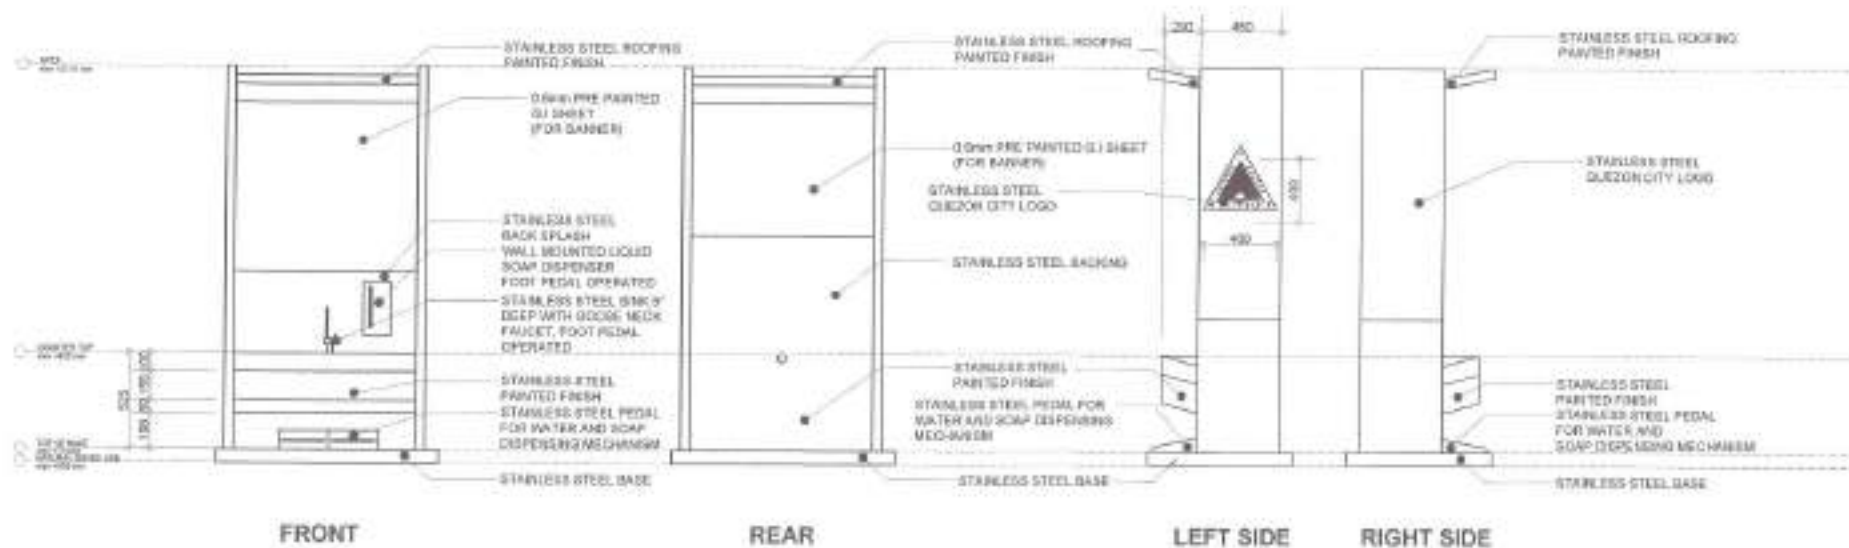 STAINLESS STEEL ROOFING
PAINTED FINISH
0.6mm PRE PAINTED
G.I SHEET
(FOR BANNER)
STAINLESS STEEL
BACK SPLASH
WALL MOUNTED LIQUID
SOAP DISPENSER
FOOT PEDAL OPERATED
STAINLESS STEEL SINK 9"
DEEP WITH GOOSE NECK
FAUCET, FOOT PEDAL
OPERATED
STAINLESS STEEL
PAINTED FINISH
STAINLESS STEEL PEDAL
FOR WATER AND SOAP
DISPENSING MECHANISM
STAINLESS STEEL BASE
525
FRONT
STAINLESS STEEL ROOFING
PAINTED FINISH
0.6mm PRE PAINTED G.I SHEET
(FOR BANNER)
STAINLESS STEEL
QUEZON CITY LOGO
STAINLESS STEEL BACKING
STAINLESS STEEL
PAINTED FINISH
STAINLESS STEEL PEDAL FOR
WATER AND SOAP DISPENSING
MECHANISM
STAINLESS STEEL BASE
REAR
450
400
400
LEFT SIDE
STAINLESS STEEL ROOFING
PAINTED FINISH
STAINLESS STEEL
QUEZON CITY LOGO
STAINLESS STEEL
PAINTED FINISH
STAINLESS STEEL PEDAL
FOR WATER AND
SOAP DISPENSING MECHANISM
STAINLESS STEEL BASE
RIGHT SIDE